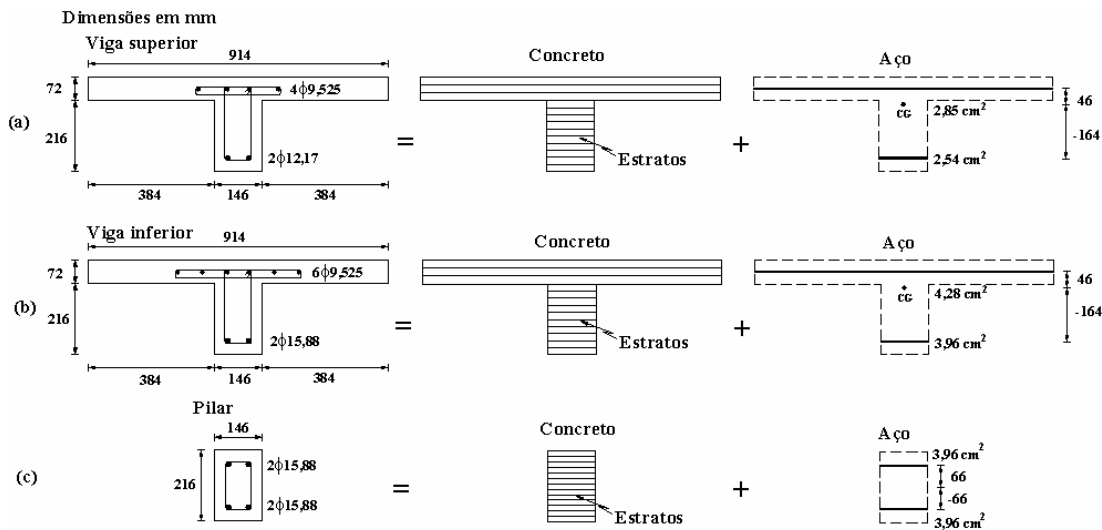 Dimensões em mm
Viga superior
914
72
216
4ϕ9,525
2ϕ12,17
384
146
384
(a)
=
Concreto
Estratos
+
Aço
CG
2,85 cm²
2,54 cm²
46
-164
Viga inferior
914
72
216
6ϕ9,525
2ϕ15,88
384
146
384
(b)
=
Concreto
Estratos
+
Aço
CG
4,28 cm²
3,96 cm²
46
-164
Pilar
146
216
2ϕ15,88
2ϕ15,88
(c)
=
Concreto
Estratos
+
Aço
3,96 cm²
66
-66
3,96 cm²